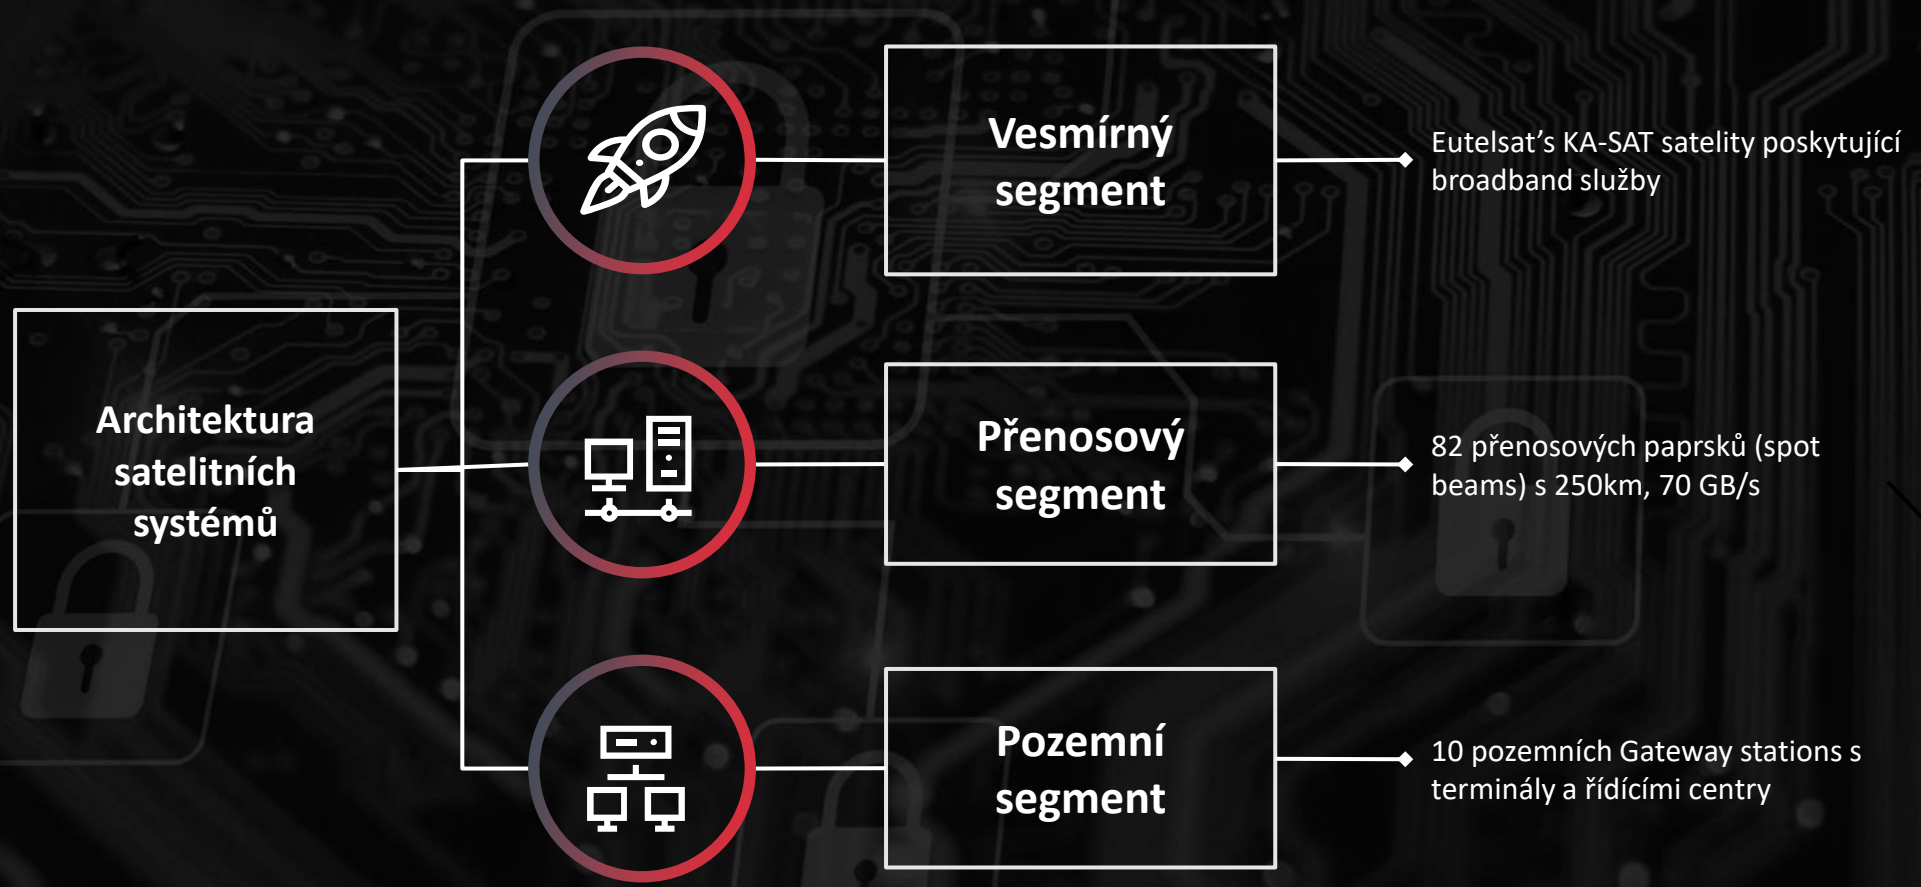 Vesmírný
segment
Eutelsat’s KA-SAT satelity poskytující
broadband služby
Architektura
satelitních
systémů
Přenosový
segment
82 přenosových paprsků (spot
beams) s 250km, 70 GB/s
Pozemní
segment
10 pozemních Gateway stations s
terminály a řídícími centry